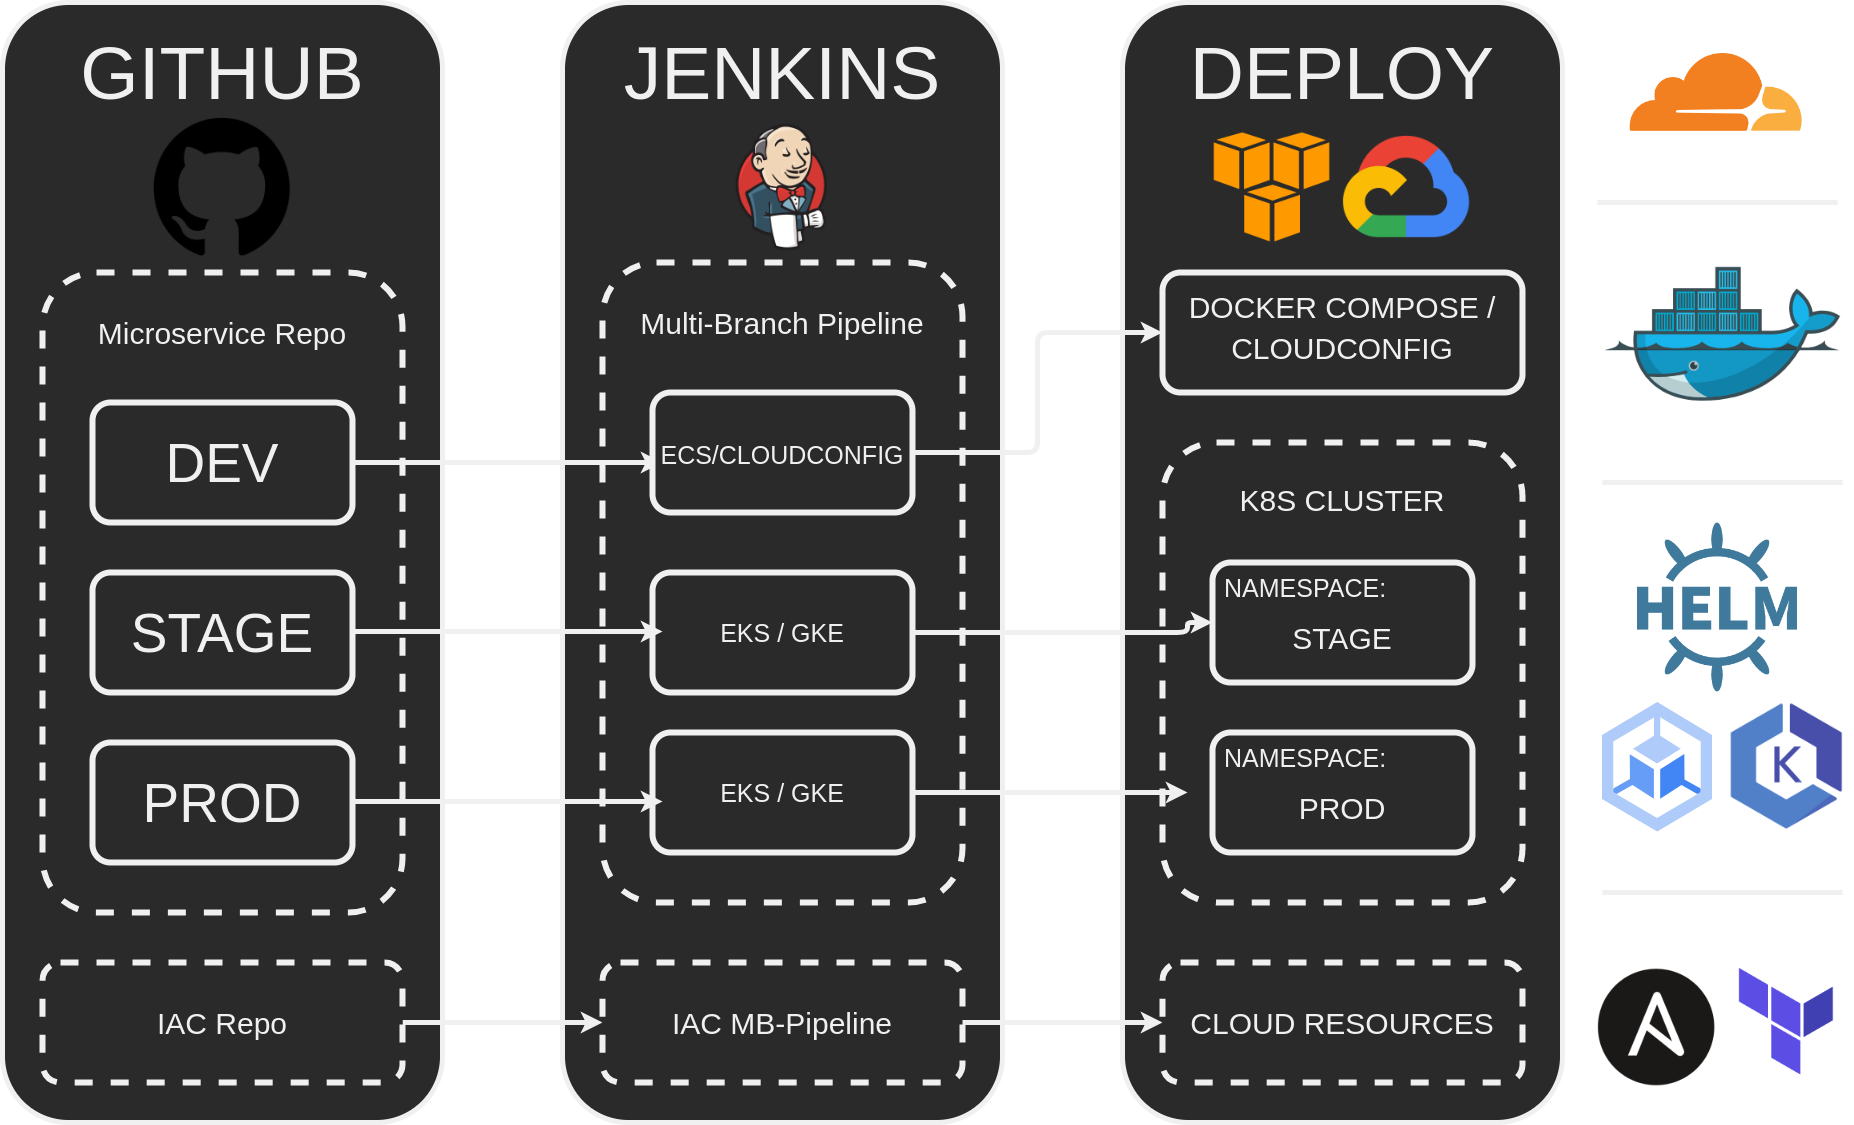 GITHUB
Microservice Repo
DEV
STAGE
PROD
IAC Repo
JENKINS
Multi-Branch Pipeline
ECS/CLOUDCONFIG
EKS / GKE
EKS / GKE
IAC MB-Pipeline
DEPLOY
DOCKER COMPOSE /
CLOUDCONFIG
K8S CLUSTER
NAMESPACE:
STAGE
NAMESPACE:
PROD
CLOUD RESOURCES
HELM
K
A